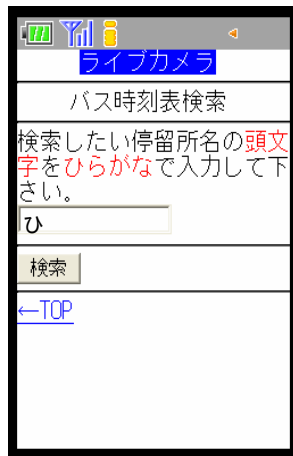 ライブカメラ
バス時刻表検索
検索したい停留所名の頭文
字をひらがなで入力して下
さい。
ひ
検索
←TOP